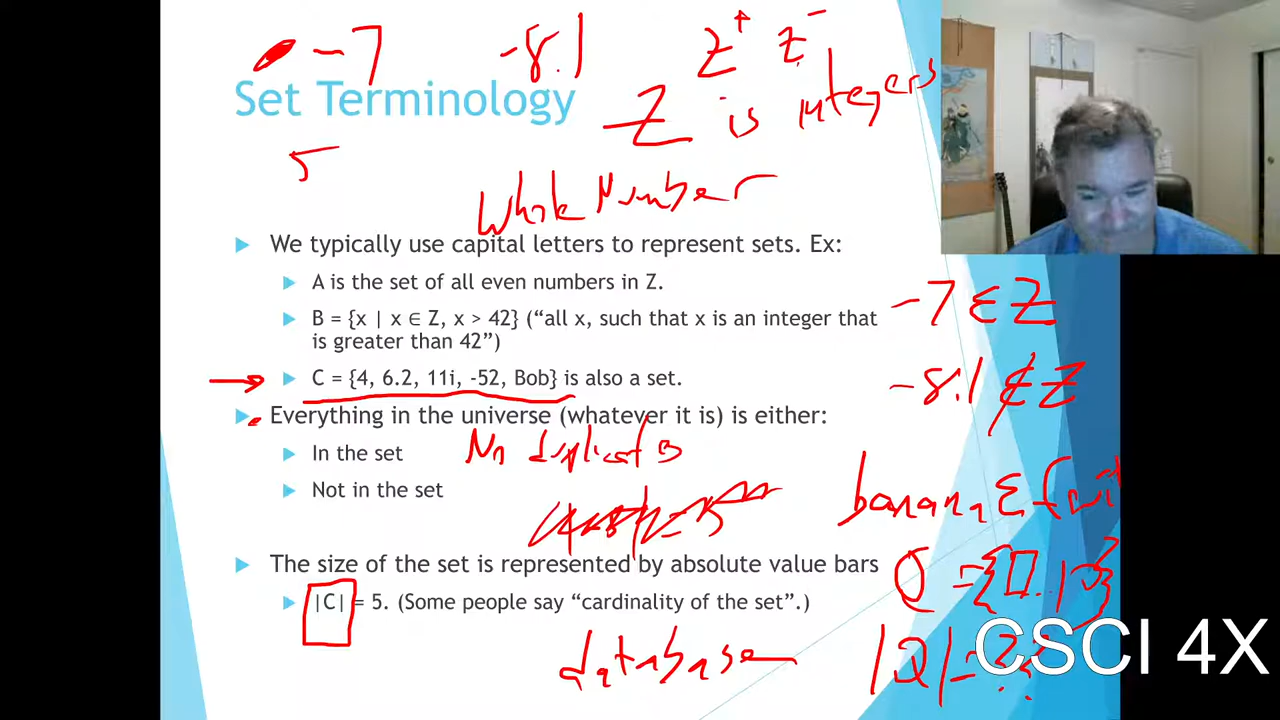 -7 -8.1 Z⁺ Z⁻
Set Terminology
Z is integers
5
Whole Number
We typically use capital letters to represent sets. Ex:
A is the set of all even numbers in Z.
B = {x | x ∈ Z, x > 42} ("all x, such that x is an integer that
is greater than 42")
-7 ∈ Z
C = {4, 6.2, 11i, -52, Bob} is also a set.
-8.1 ∉ Z
Everything in the universe (whatever it is) is either:
In the set
No duplicates
Not in the set
banana ∈ fruit
The size of the set is represented by absolute value bars
|C| = 5. (Some people say "cardinality of the set".)
database
|Q| = ??
CSCI 4X